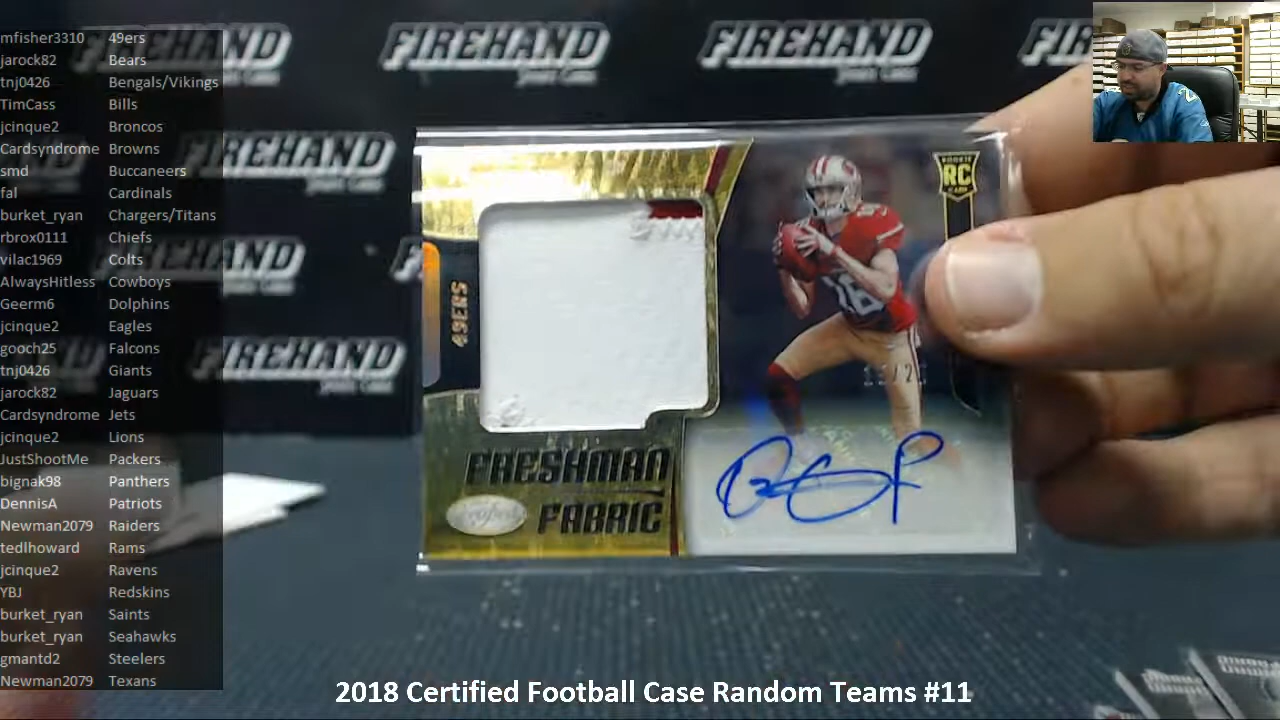 mfisher3310 49ers
jarock82 Bears
tnj0426 Bengals/Vikings
TimCass Bills
jcinque2 Broncos
Cardsyndrome Browns
smd Buccaneers
fal Cardinals
burket_ryan Chargers/Titans
rbrox0111 Chiefs
vilac1969 Colts
AlwaysHitless Cowboys
Geerm6 Dolphins
jcinque2 Eagles
gooch25 Falcons
tnj0426 Giants
jarock82 Jaguars
Cardsyndrome Jets
jcinque2 Lions
JustShootMe Packers
bignak98 Panthers
DennisA Patriots
Newman2079 Raiders
tedlhoward Rams
jcinque2 Ravens
YBJ Redskins
burket_ryan Saints
burket_ryan Seahawks
gmantd2 Steelers
Newman2079 Texans
FIREHAND FIREHAND FIREHAND
FIREHAND
FIREHAND
FIREHAND
ROOKIE
RC
CARD
49ERS
FRESHMAN
FABRIC
Certified
2018 Certified Football Case Random Teams #11